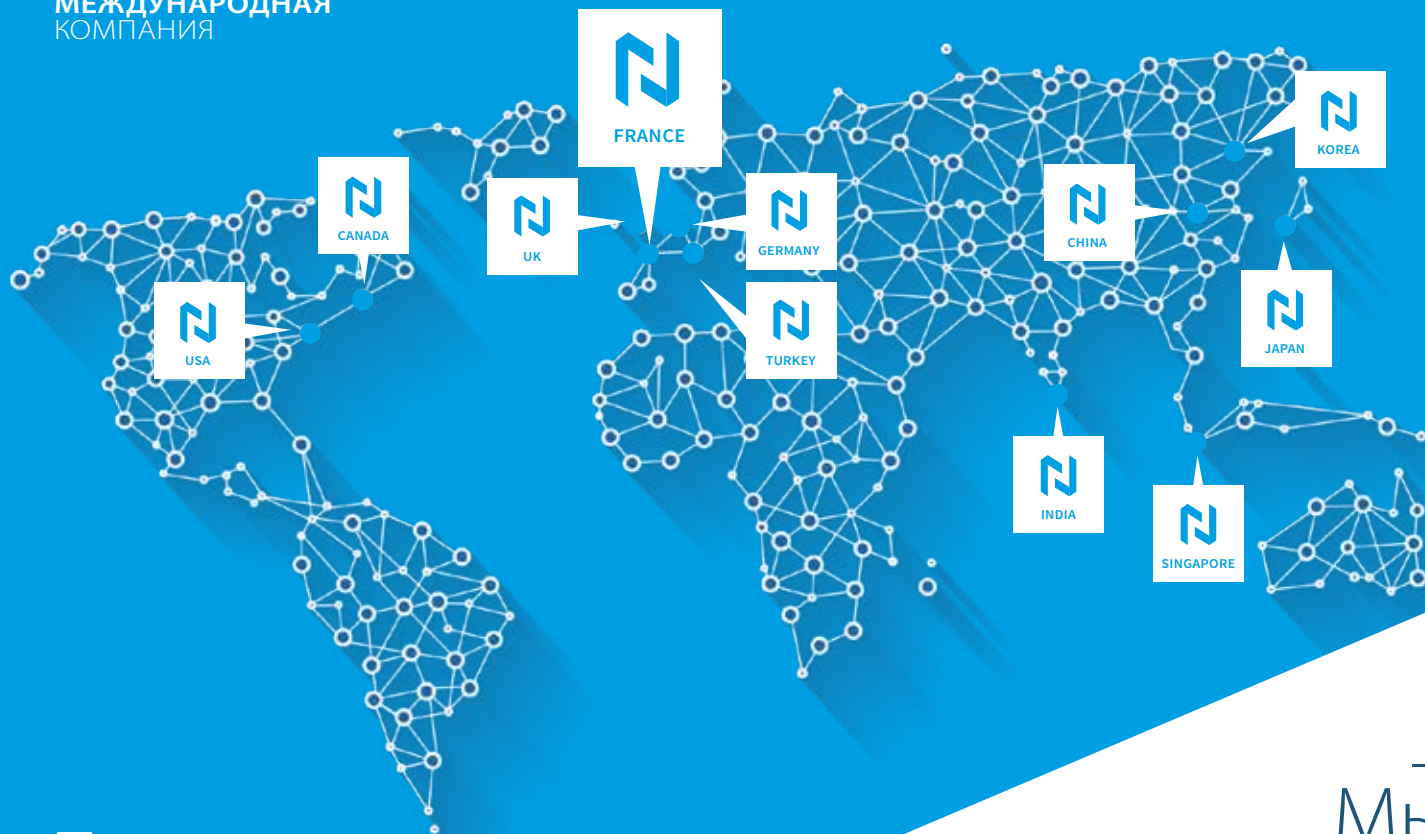 МЕЖДУНАРОДНАЯ
КОМПАНИЯ
FRANCE
KOREA
CANADA
UK
GERMANY
CHINA
USA
TURKEY
JAPAN
INDIA
SINGAPORE